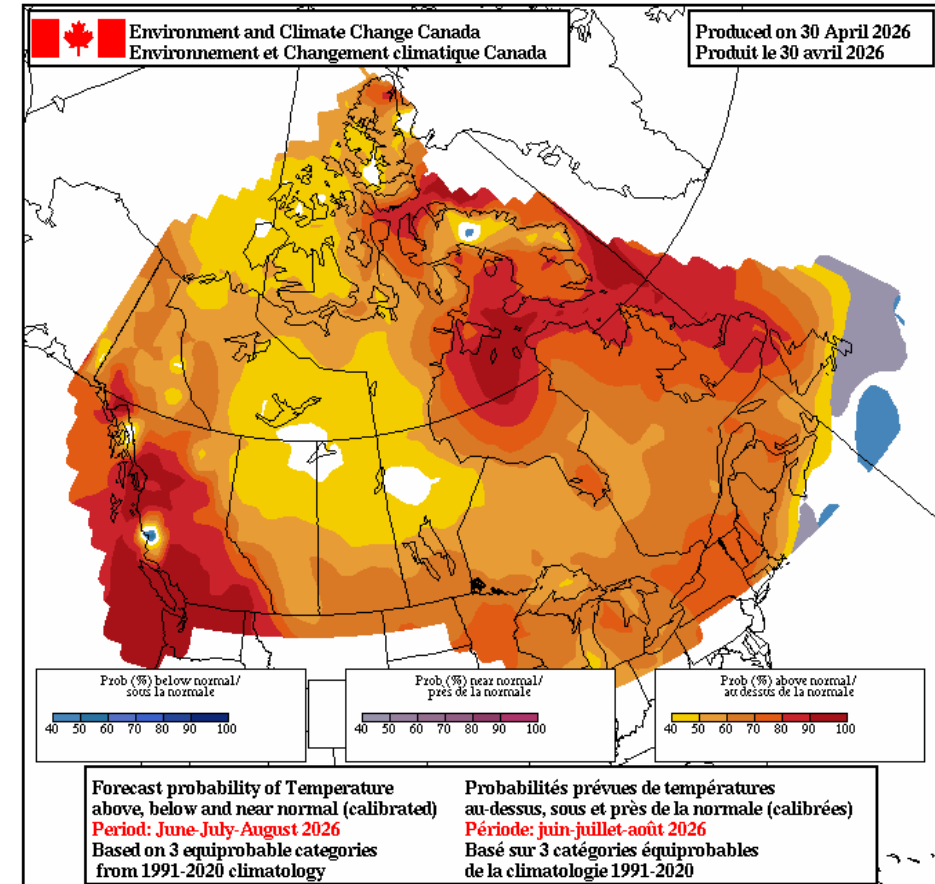 Environment and Climate Change Canada
Environnement et Changement climatique Canada
Produced on 30 April 2026
Produit le 30 avril 2026
Prob (%) below normal/
sous la normale
40 50 60 70 80 90 100
Prob (%) near normal/
près de la normale
40 50 60 70 80 90 100
Prob (%) above normal/
au dessus de la normale
40 50 60 70 80 90 100
Forecast probability of Temperature
above, below and near normal (calibrated)
Period: June-July-August 2026
Based on 3 equiprobable categories
from 1991-2020 climatology
Probabilités prévues de températures
au-dessus, sous et près de la normale (calibrées)
Période: juin-juillet-août 2026
Basé sur 3 catégories équiprobables
de la climatologie 1991-2020